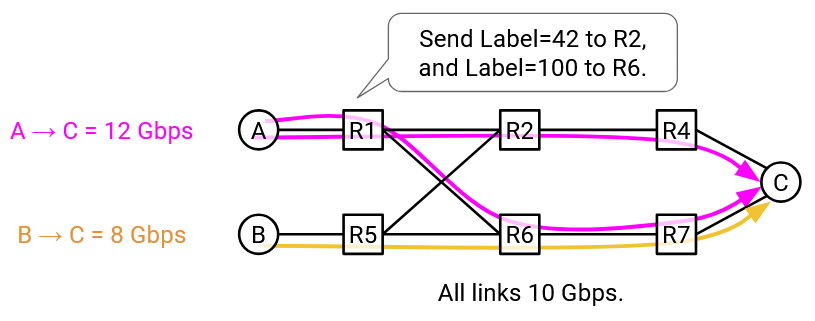 Send Label=42 to R2,
and Label=100 to R6.
A → C = 12 Gbps
A
R1
R2
R4
C
B → C = 8 Gbps
B
R5
R6
R7
All links 10 Gbps.